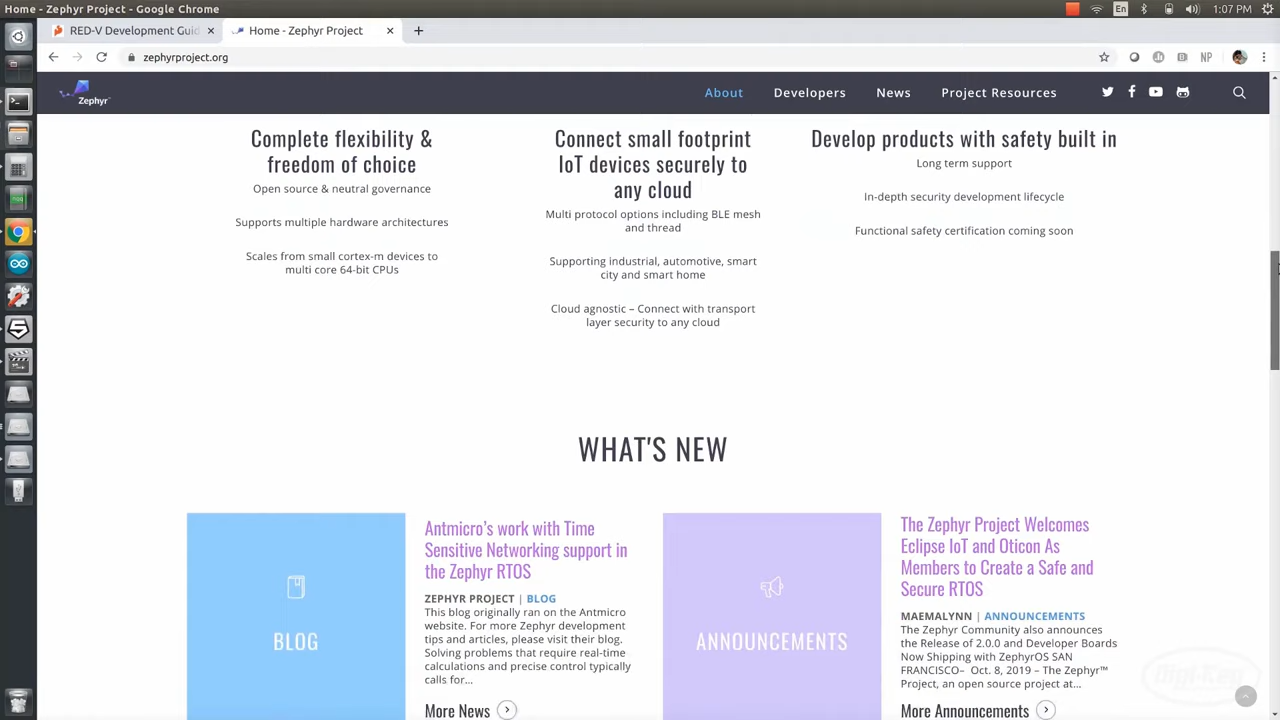 Home - Zephyr Project - Google Chrome
En
1:07 PM
RED-V Development Guid
Home - Zephyr Project
zephyrproject.org
NP
Zephyr
About
Developers
News
Project Resources
Complete flexibility &
freedom of choice
Open source & neutral governance
Supports multiple hardware architectures
Scales from small cortex-m devices to
multi core 64-bit CPUs
Connect small footprint
IoT devices securely to
any cloud
Multi protocol options including BLE mesh
and thread
Supporting industrial, automotive, smart
city and smart home
Cloud agnostic – Connect with transport
layer security to any cloud
Develop products with safety built in
Long term support
In-depth security development lifecycle
Functional safety certification coming soon
WHAT'S NEW
BLOG
Antmicro’s work with Time
Sensitive Networking support in
the Zephyr RTOS
ZEPHYR PROJECT | BLOG
This blog originally ran on the Antmicro
website. For more Zephyr development
tips and articles, please visit their blog.
Solving problems that require real-time
calculations and precise control typically
calls for...
More News
ANNOUNCEMENTS
The Zephyr Project Welcomes
Eclipse IoT and Oticon As
Members to Create a Safe and
Secure RTOS
MAEMALYNN | ANNOUNCEMENTS
The Zephyr Community also announces
the Release of 2.0.0 and Developer Boards
Now Shipping with ZephyrOS SAN
FRANCISCO– Oct. 8, 2019 – The Zephyr™
Project, an open source project at...
More Announcements
Digi-Key